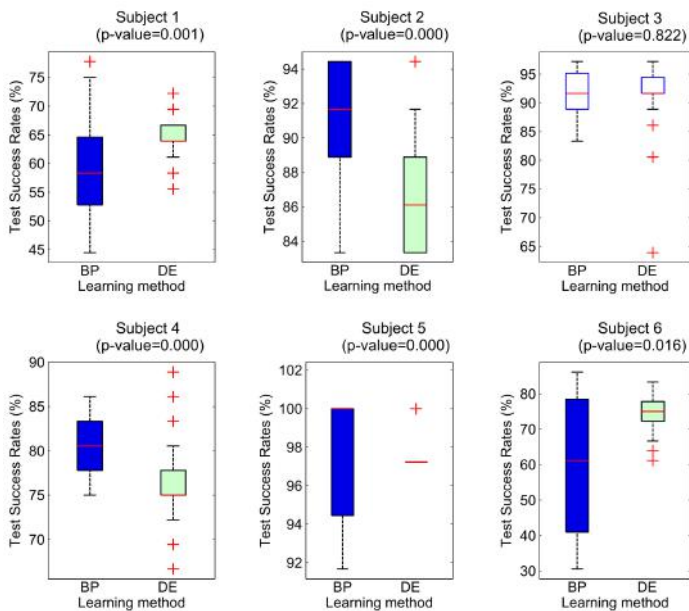 Subject 1
(p-value=0.001)
Test Success Rates (%)
75
70
65
60
55
50
45
BP DE
Learning method
Subject 2
(p-value=0.000)
Test Success Rates (%)
94
92
90
88
86
84
BP DE
Learning method
Subject 3
(p-value=0.822)
Test Success Rates (%)
95
90
85
80
75
70
65
BP DE
Learning method
Subject 4
(p-value=0.000)
Test Success Rates (%)
90
85
80
75
70
BP DE
Learning method
Subject 5
(p-value=0.000)
Test Success Rates (%)
102
100
98
96
94
92
BP DE
Learning method
Subject 6
(p-value=0.016)
Test Success Rates (%)
80
70
60
50
40
30
BP DE
Learning method